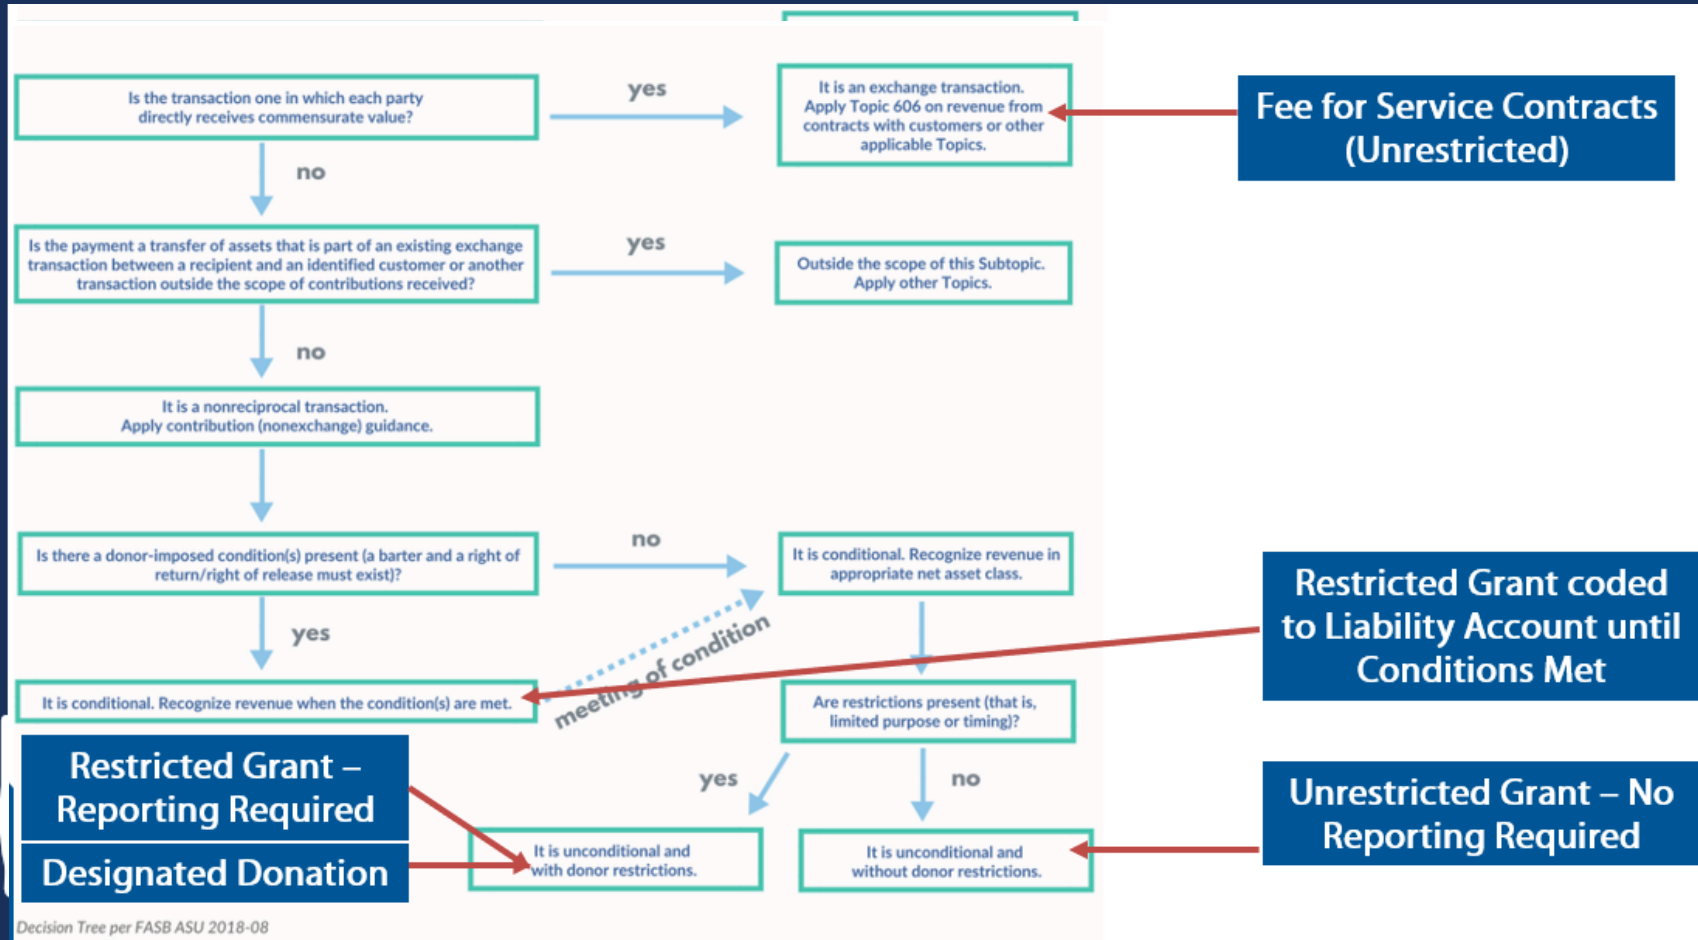 Is the transaction one in which each party
directly receives commensurate value?
yes
It is an exchange transaction.
Apply Topic 606 on revenue from
contracts with customers or other
applicable Topics.
Fee for Service Contracts
(Unrestricted)
no
Is the payment a transfer of assets that is part of an existing exchange
transaction between a recipient and an identified customer or another
transaction outside the scope of contributions received?
yes
Outside the scope of this Subtopic.
Apply other Topics.
no
It is a nonreciprocal transaction.
Apply contribution (nonexchange) guidance.
Is there a donor-imposed condition(s) present (a barter and a right of
return/right of release must exist)?
no
It is conditional. Recognize revenue in
appropriate net asset class.
Restricted Grant coded
to Liability Account until
Conditions Met
yes
meeting of condition
It is conditional. Recognize revenue when the condition(s) are met.
Are restrictions present (that is,
limited purpose or timing)?
Restricted Grant –
Reporting Required
Designated Donation
yes
no
Unrestricted Grant – No
Reporting Required
It is unconditional and
with donor restrictions.
It is unconditional and
without donor restrictions.
Decision Tree per FASB ASU 2018-08